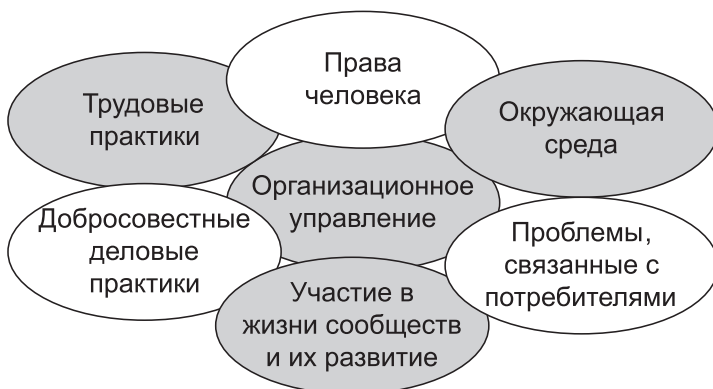 Права
человека
Трудовые
практики
Окружающая
среда
Организационное
управление
Добросовестные
деловые
практики
Проблемы,
связанные с
потребителями
Участие в
жизни сообществ
и их развитие